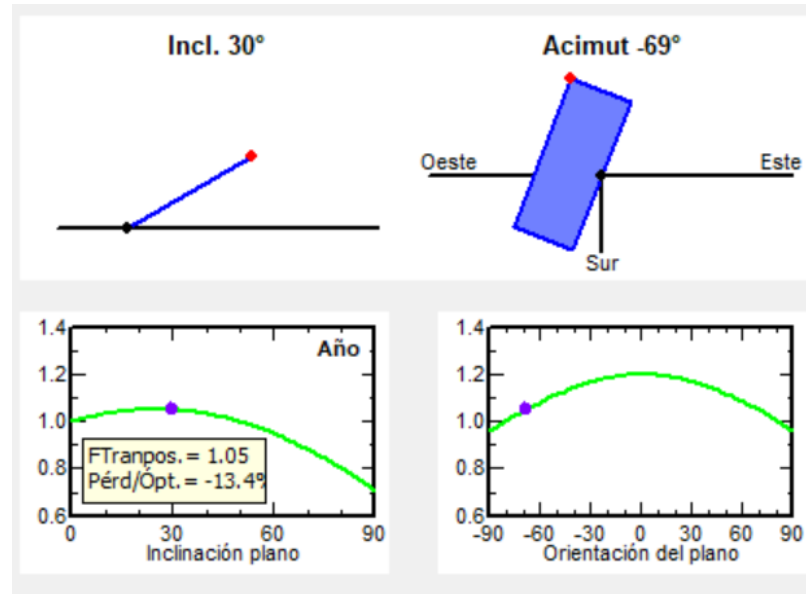 Incl. 30°
Acimut -69°
Oeste
Este
Sur
1.4
1.2
1.0
0.8
0.6
Año
FTranpos.= 1.05
Pérd/Ópt.= -13.4%
0 30 60 90
Inclinación plano
1.4
1.2
1.0
0.8
0.6
-90 -60 -30 0 30 60 90
Orientación del plano